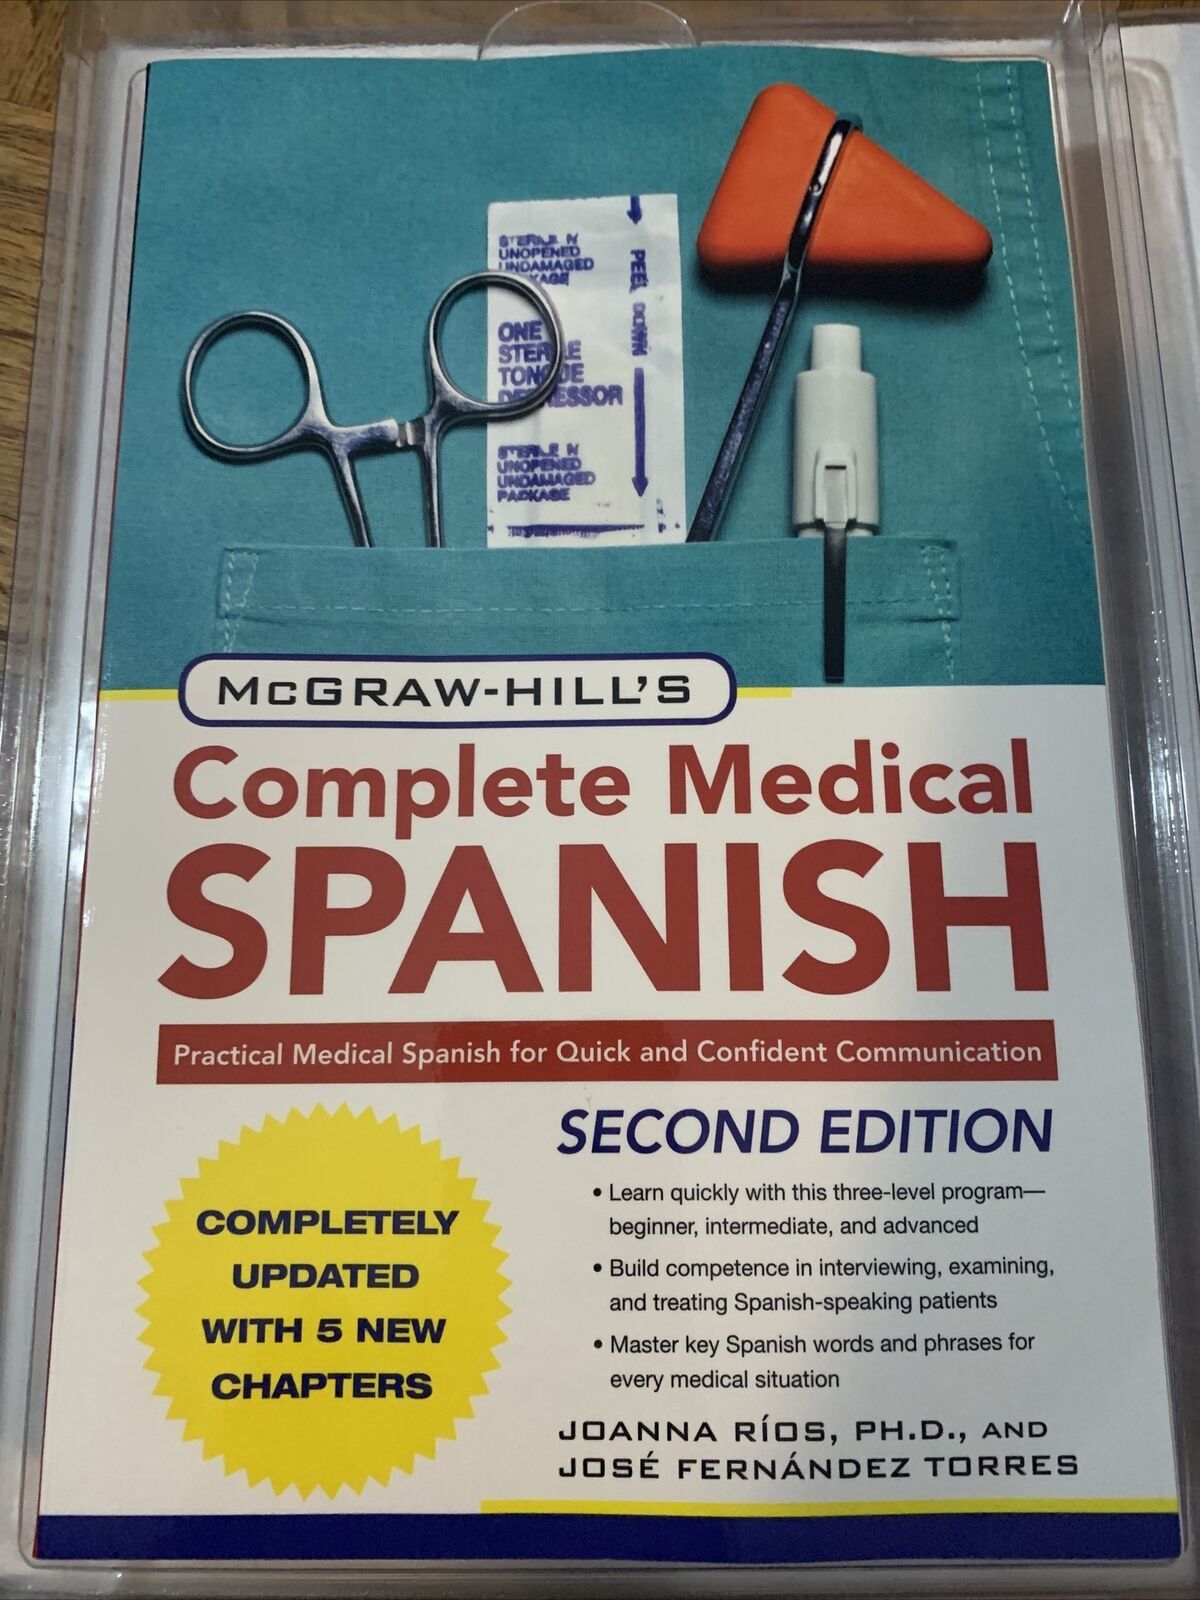 STERILE IN
UNOPENED
UNDAMAGED
PEEL DOWN
ONE
STERILE
TONGUE
DEPRESSOR
STERILE IN
UNOPENED
UNDAMAGED
PACKAGE
McGRAW-HILL'S
Complete Medical
SPANISH
Practical Medical Spanish for Quick and Confident Communication
SECOND EDITION
• Learn quickly with this three-level program—
beginner, intermediate, and advanced
• Build competence in interviewing, examining,
and treating Spanish-speaking patients
• Master key Spanish words and phrases for
every medical situation
COMPLETELY
UPDATED
WITH 5 NEW
CHAPTERS
JOANNA RÍOS, PH.D., AND
JOSÉ FERNÁNDEZ TORRES